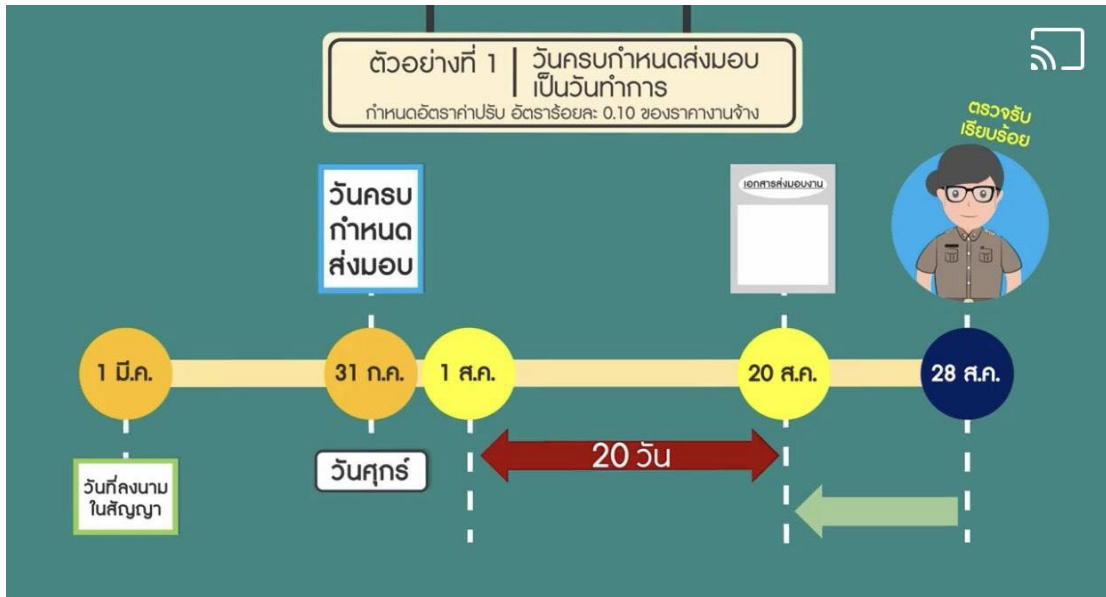 ตัวอย่างที่ 1
วันครบกำหนดส่งมอบ
เป็นวันทำการ
กำหนดอัตราค่าปรับ อัตราร้อยละ 0.10 ของราคางานจ้าง
ตรวจรับ
เรียบร้อย
วันครบ
กำหนด
ส่งมอบ
เอกสารส่งมอบงาน
1 มี.ค.
31 ก.ค.
1 ส.ค.
20 ส.ค.
28 ส.ค.
20 วัน
วันศุกร์
วันที่ลงนาม
ในสัญญา